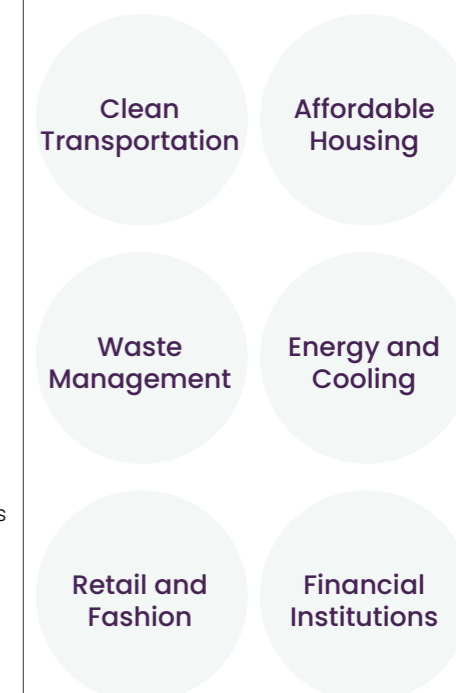 Clean
Transportation
Affordable
Housing
Waste
Management
Energy and
Cooling
s
Retail and
Fashion
Financial
Institutions